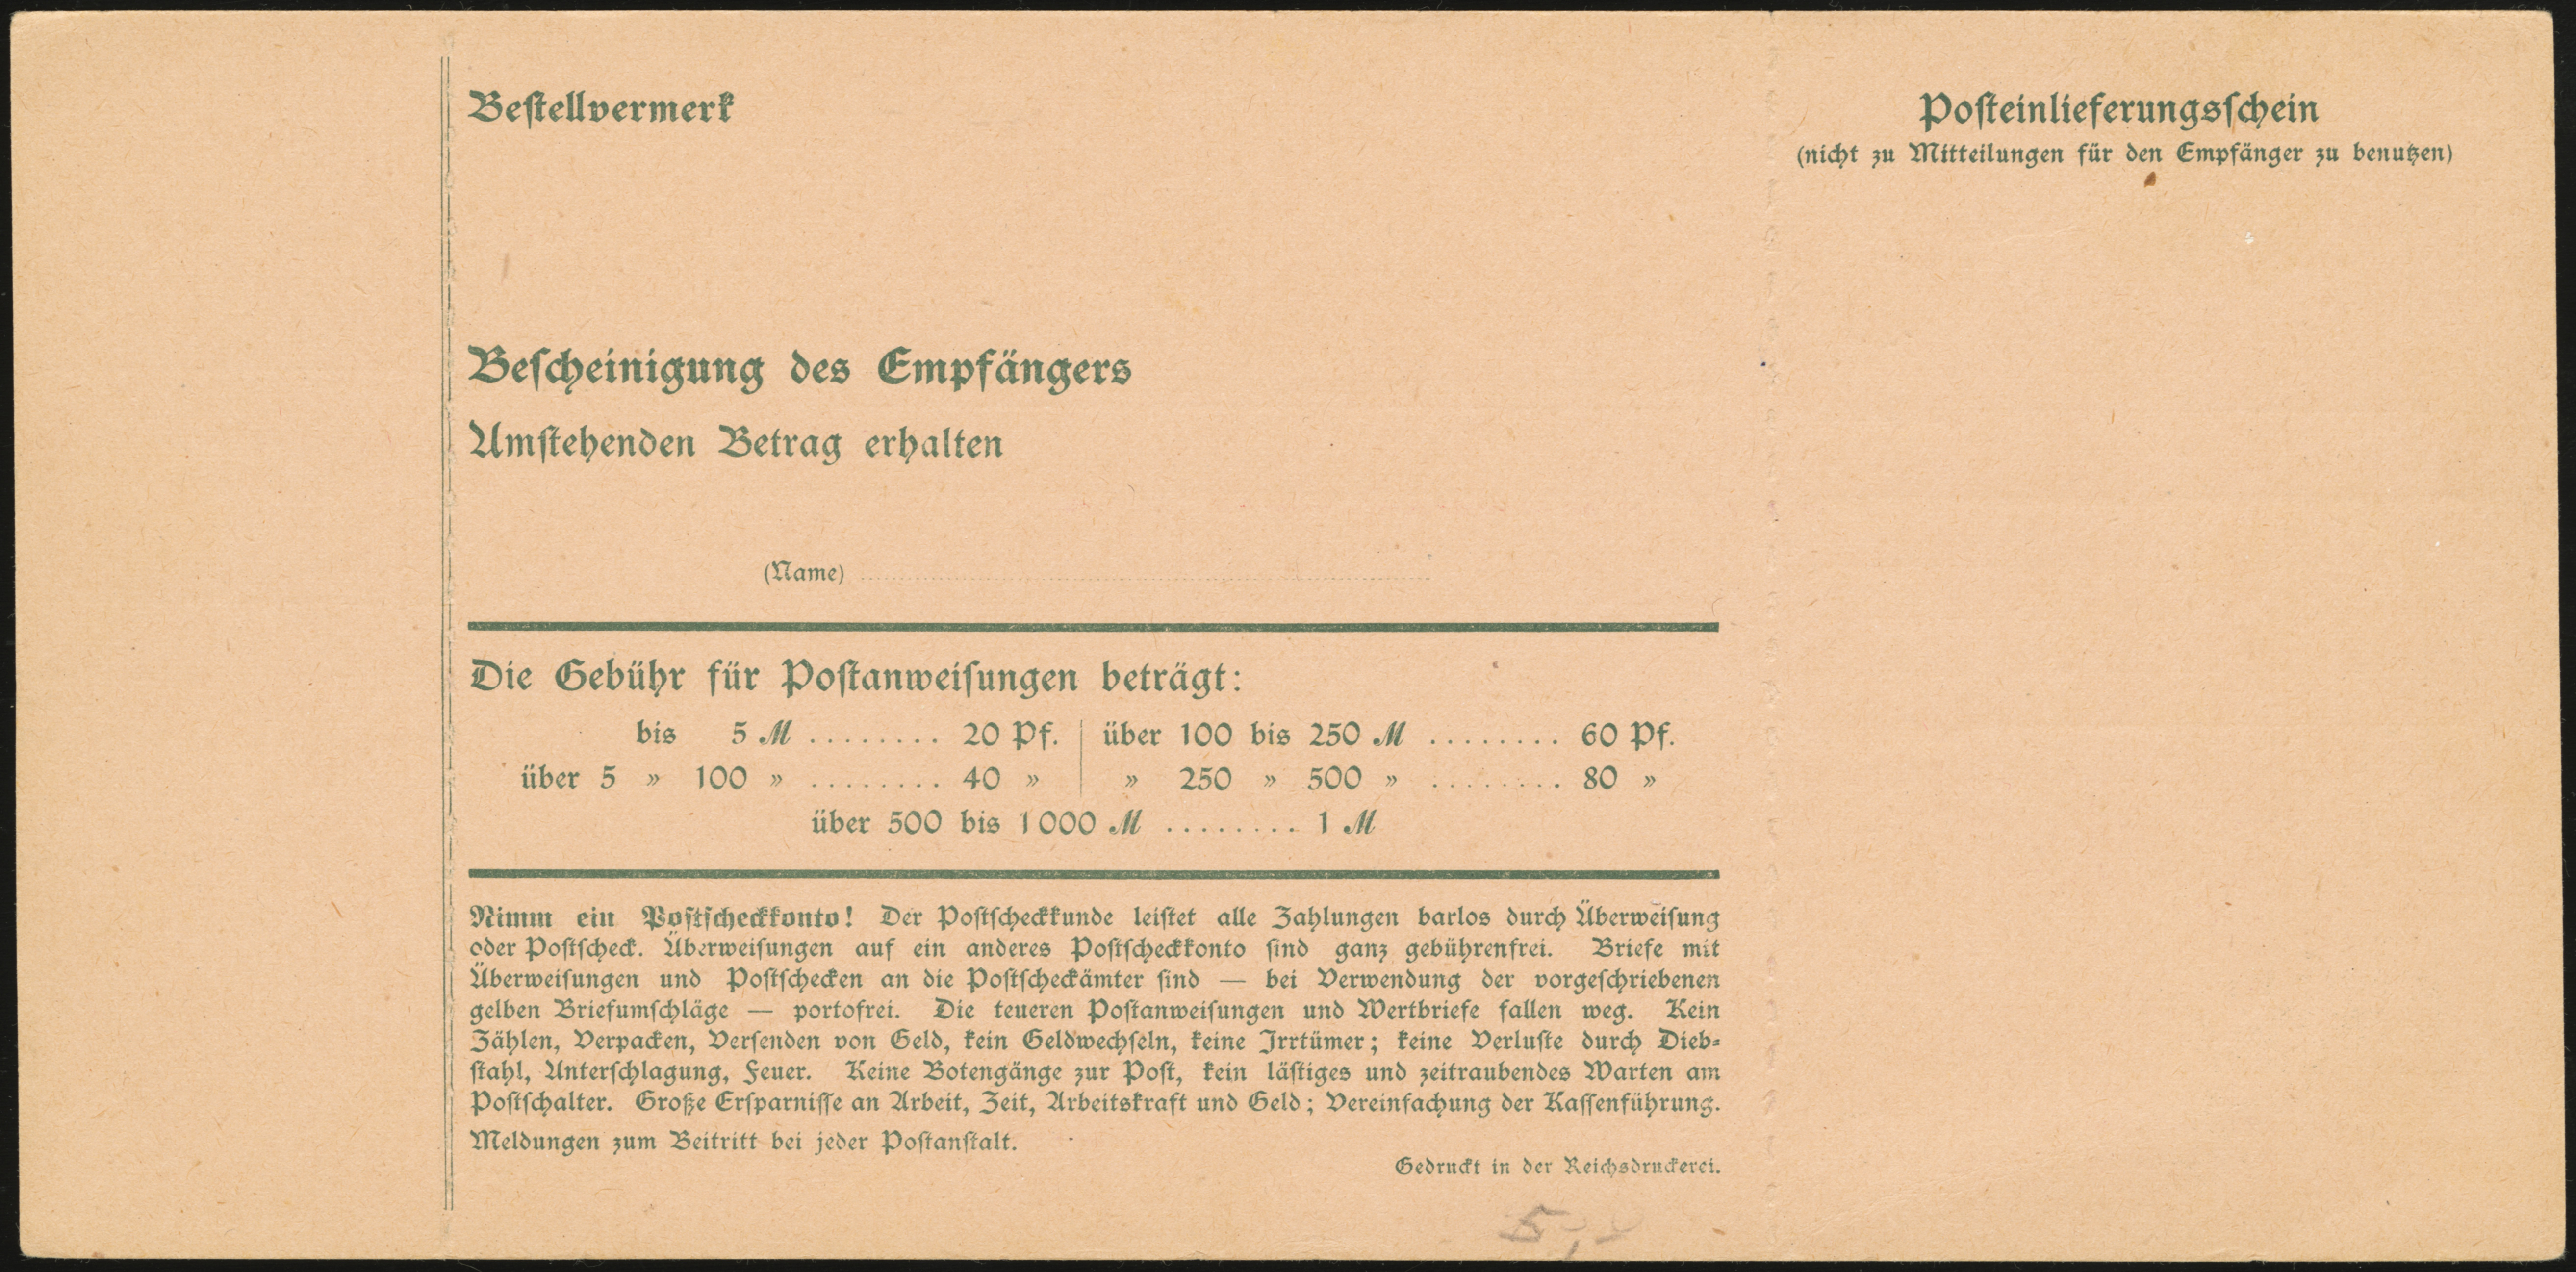 Bestellvermerk
Bescheinigung des Empfängers
Umstehenden Betrag erhalten
(Name)
Die Gebühr für Postanweisungen beträgt:
bis 5 ℳ ........ 20 Pf.
über 5 » 100 » ........ 40 »
über 100 bis 250 ℳ ........ 60 Pf.
» 250 » 500 » ........ 80 »
über 500 bis 1000 ℳ ........ 1 ℳ
Nimm ein Postscheckkonto! Der Postscheckkunde leistet alle Zahlungen barlos durch Überweisung
oder Postscheck. Überweisungen auf ein anderes Postscheckkonto sind ganz gebührenfrei. Briefe mit
Überweisungen und Postschecken an die Postscheckämter sind — bei Verwendung der vorgeschriebenen
gelben Briefumschläge — portofrei. Die teueren Postanweisungen und Wertbriefe fallen weg. Kein
Zählen, Verpacken, Versenden von Geld, kein Geldwechseln, keine Irrtümer; keine Verluste durch Dieb-
stahl, Unterschlagung, Feuer. Keine Botengänge zur Post, kein lästiges und zeitraubendes Warten am
Postschalter. Große Ersparnisse an Arbeit, Zeit, Arbeitskraft und Geld; Vereinfachung der Kassenführung.
Meldungen zum Beitritt bei jeder Postanstalt.
Gedruckt in der Reichsdruckerei.
5,-
Posteinlieferungsschein
(nicht zu Mitteilungen für den Empfänger zu benutzen)